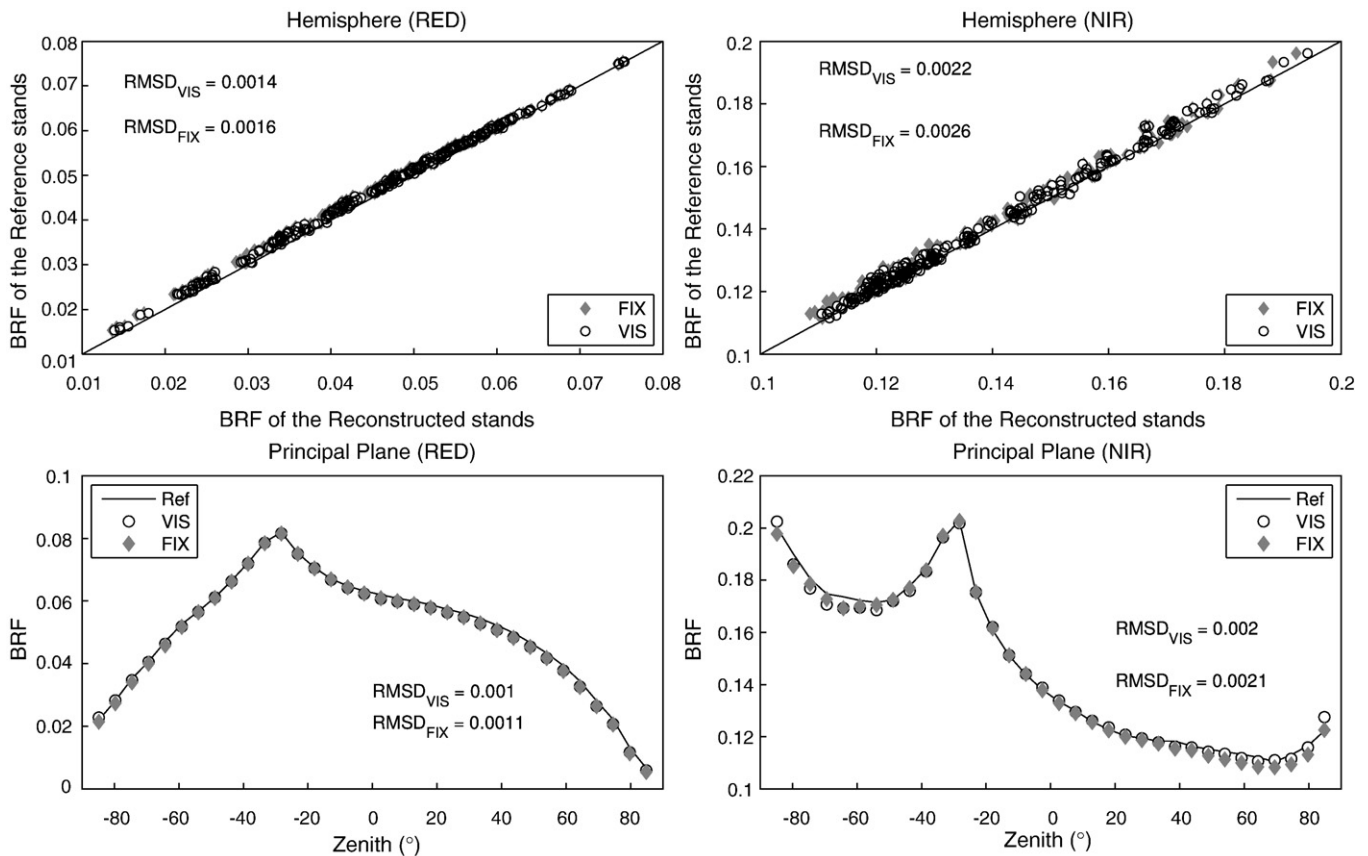 Hemisphere (RED)
RMSD_VIS = 0.0014
RMSD_FIX = 0.0016
BRF of the Reference stands
0.08
0.07
0.06
0.05
0.04
0.03
0.02
0.01
FIX
VIS
0.01 0.02 0.03 0.04 0.05 0.06 0.07 0.08
BRF of the Reconstructed stands
Hemisphere (NIR)
RMSD_VIS = 0.0022
RMSD_FIX = 0.0026
BRF of the Reference stands
0.2
0.18
0.16
0.14
0.12
0.1
FIX
VIS
0.1 0.12 0.14 0.16 0.18 0.2
BRF of the Reconstructed stands
Principal Plane (RED)
Ref
VIS
FIX
BRF
0.1
0.08
0.06
0.04
0.02
0
RMSD_VIS = 0.001
RMSD_FIX = 0.0011
-80 -60 -40 -20 0 20 40 60 80
Zenith (°)
Principal Plane (NIR)
Ref
VIS
FIX
BRF
0.22
0.2
0.18
0.16
0.14
0.12
0.1
RMSD_VIS = 0.002
RMSD_FIX = 0.0021
-80 -60 -40 -20 0 20 40 60 80
Zenith (°)